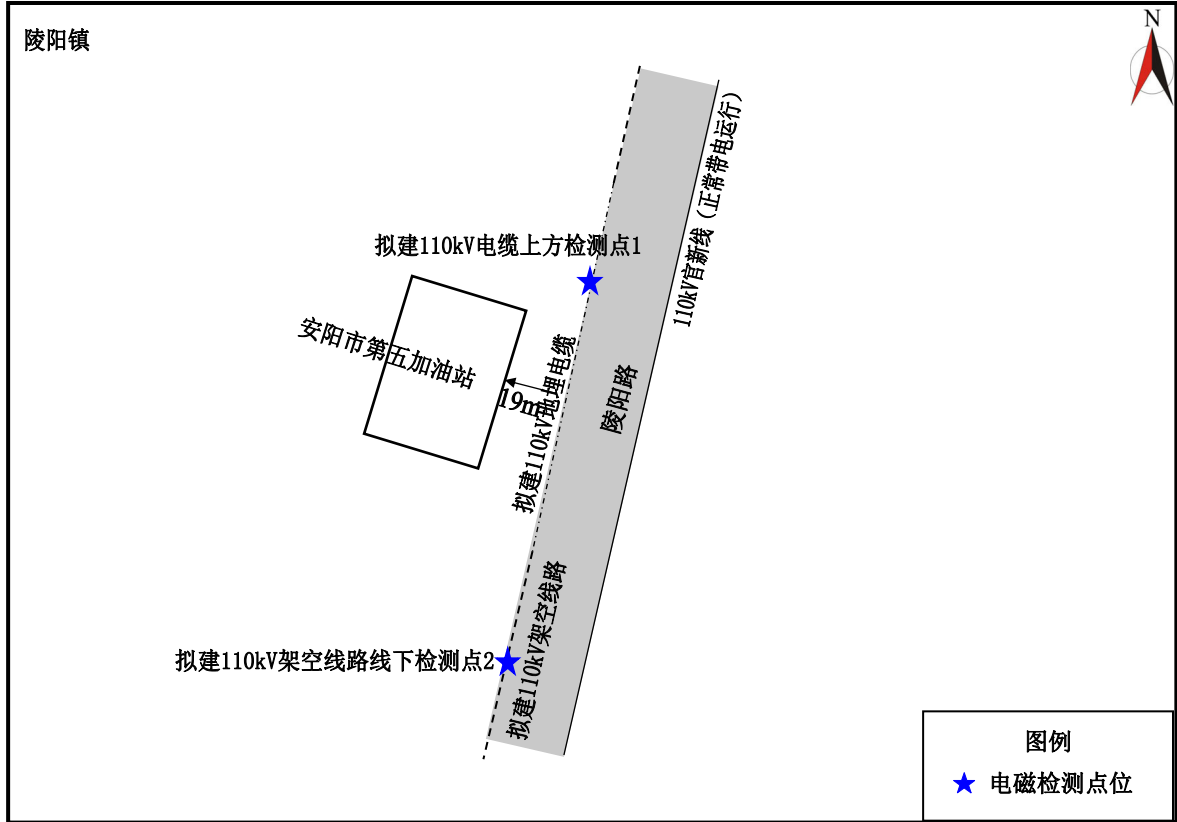 陵阳镇
N
110kV官新线（正常带电运行）
拟建110kV电缆上方检测点1
安阳市第五加油站
19m
拟建110kV地埋电缆
陵阳路
拟建110kV架空线路
拟建110kV架空线路线下检测点2
图例
电磁检测点位